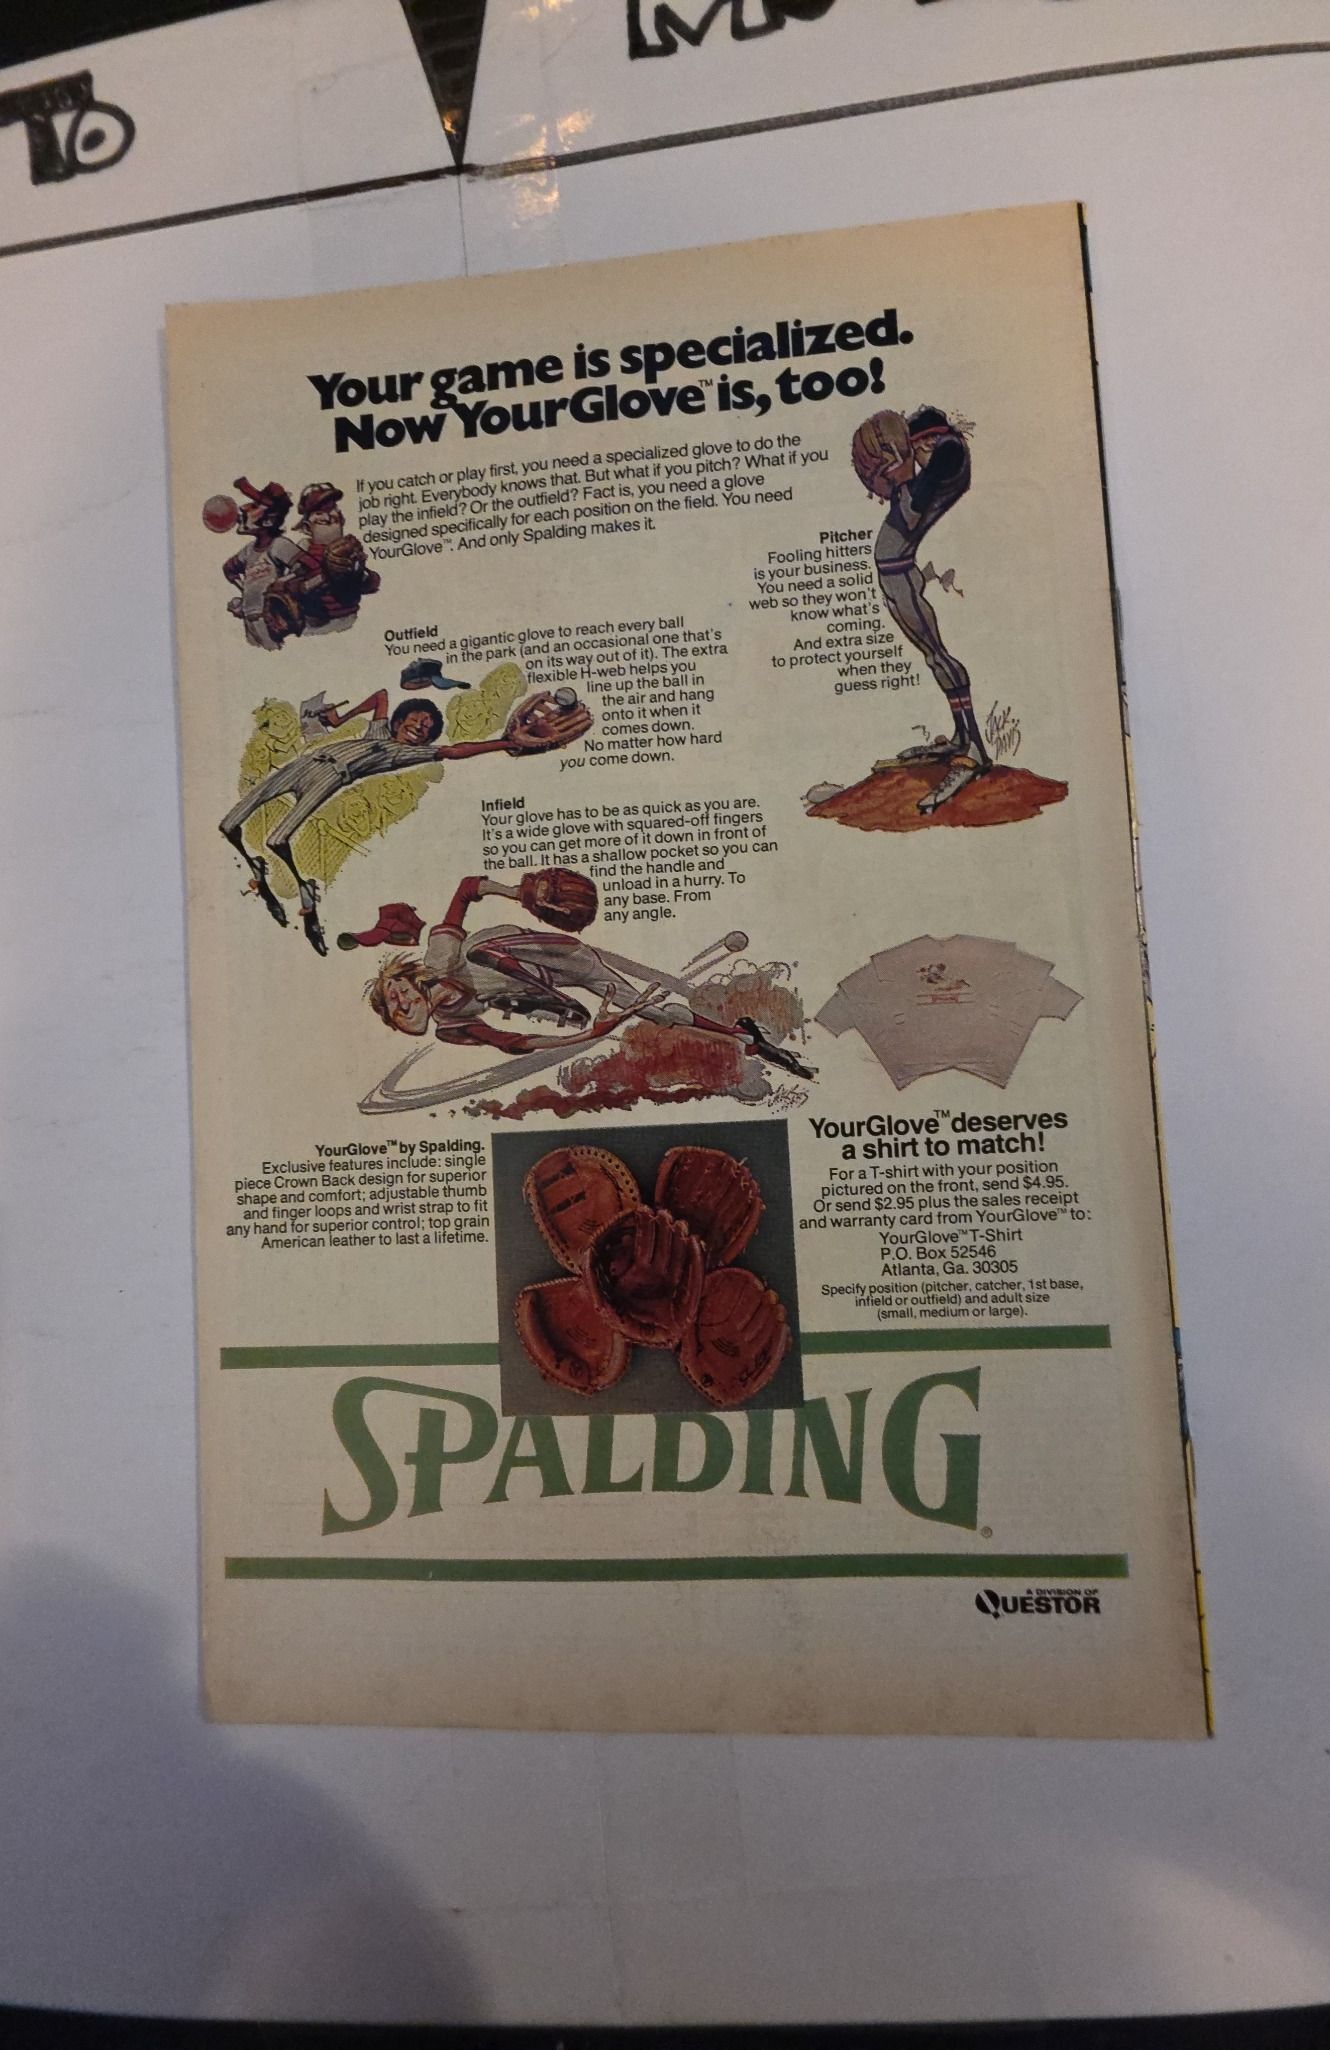 TO
Your game is specialized.
Now YourGlove™ is, too!
If you catch or play first, you need a specialized glove to do the
job right. Everybody knows that. But what if you pitch? What if you
play the infield? Or the outfield? Fact is, you need a glove
designed specifically for each position on the field. You need
YourGlove™. And only Spalding makes it.
Pitcher
Fooling hitters
is your business.
You need a solid
web so they won't
know what's
coming.
And extra size
to protect yourself
when they
guess right!
JACK
DAVIS
Outfield
You need a gigantic glove to reach every ball
in the park (and an occasional one that's
on its way out of it). The extra
flexible H-web helps you
line up the ball in
the air and hang
onto it when it
comes down.
No matter how hard
you come down.
Infield
Your glove has to be as quick as you are.
It's a wide glove with squared-off fingers
so you can get more of it down in front of
the ball. It has a shallow pocket so you can
find the handle and
unload in a hurry. To
any base. From
any angle.
YourGlove™ by Spalding.
Exclusive features include: single
piece Crown Back design for superior
shape and comfort; adjustable thumb
and finger loops and wrist strap to fit
any hand for superior control; top grain
American leather to last a lifetime.
YourGlove™ deserves
a shirt to match!
For a T-shirt with your position
pictured on the front, send $4.95.
Or send $2.95 plus the sales receipt
and warranty card from YourGlove™ to:
YourGlove™ T-Shirt
P.O. Box 52546
Atlanta, Ga. 30305
Specify position (pitcher, catcher, 1st base,
infield or outfield) and adult size
(small, medium or large).
SPALDING®
A DIVISION OF
QUESTOR